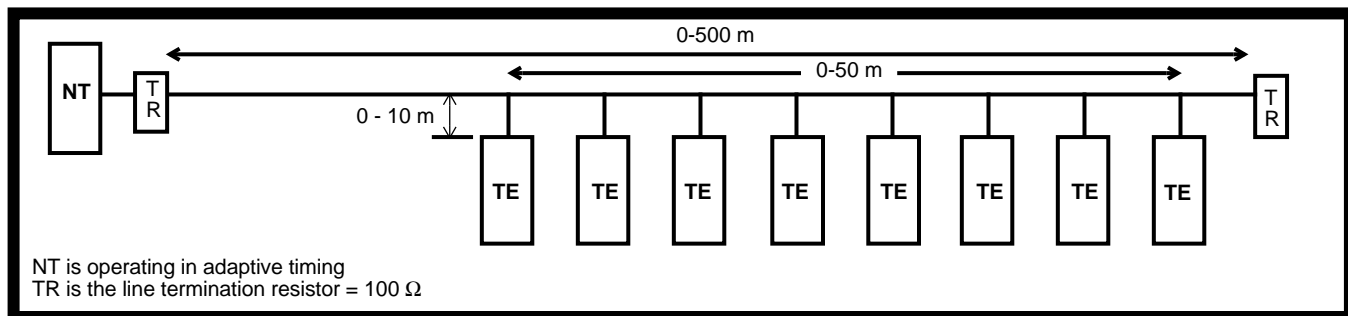 0-500 m
NT
T
R
0-50 m
T
R
0 - 10 m
TE
TE
TE
TE
TE
TE
TE
TE
NT is operating in adaptive timing
TR is the line termination resistor = 100 Ω